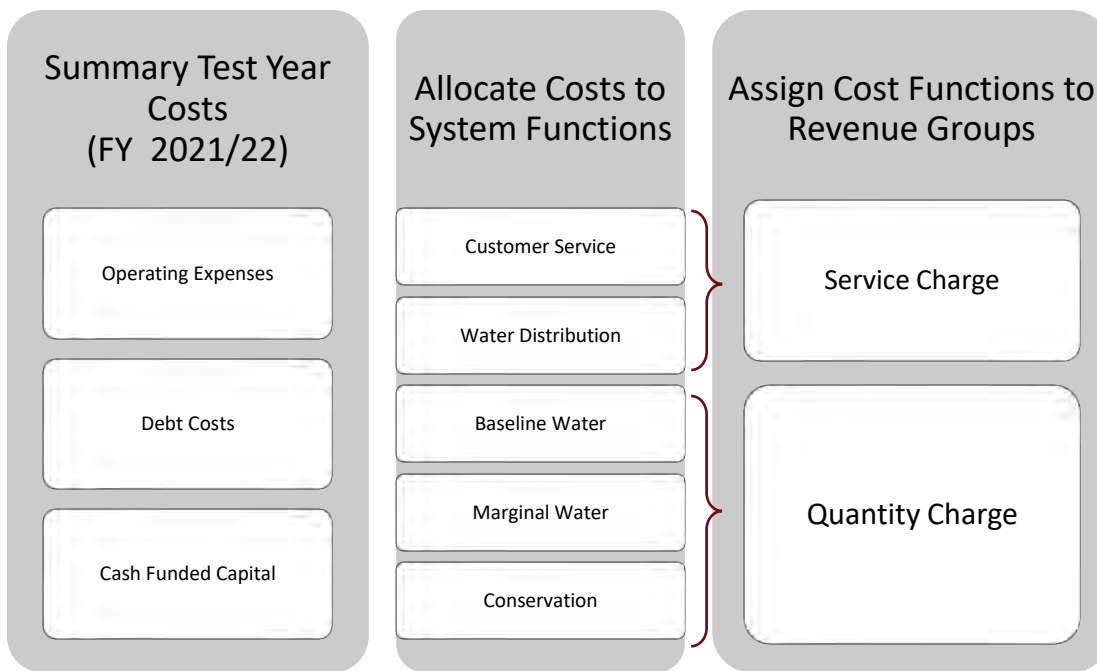 Summary Test Year
Costs
(FY 2021/22)
Operating Expenses
Debt Costs
Cash Funded Capital
Allocate Costs to
System Functions
Customer Service
Water Distribution
Baseline Water
Marginal Water
Conservation
Assign Cost Functions to
Revenue Groups
Service Charge
Quantity Charge